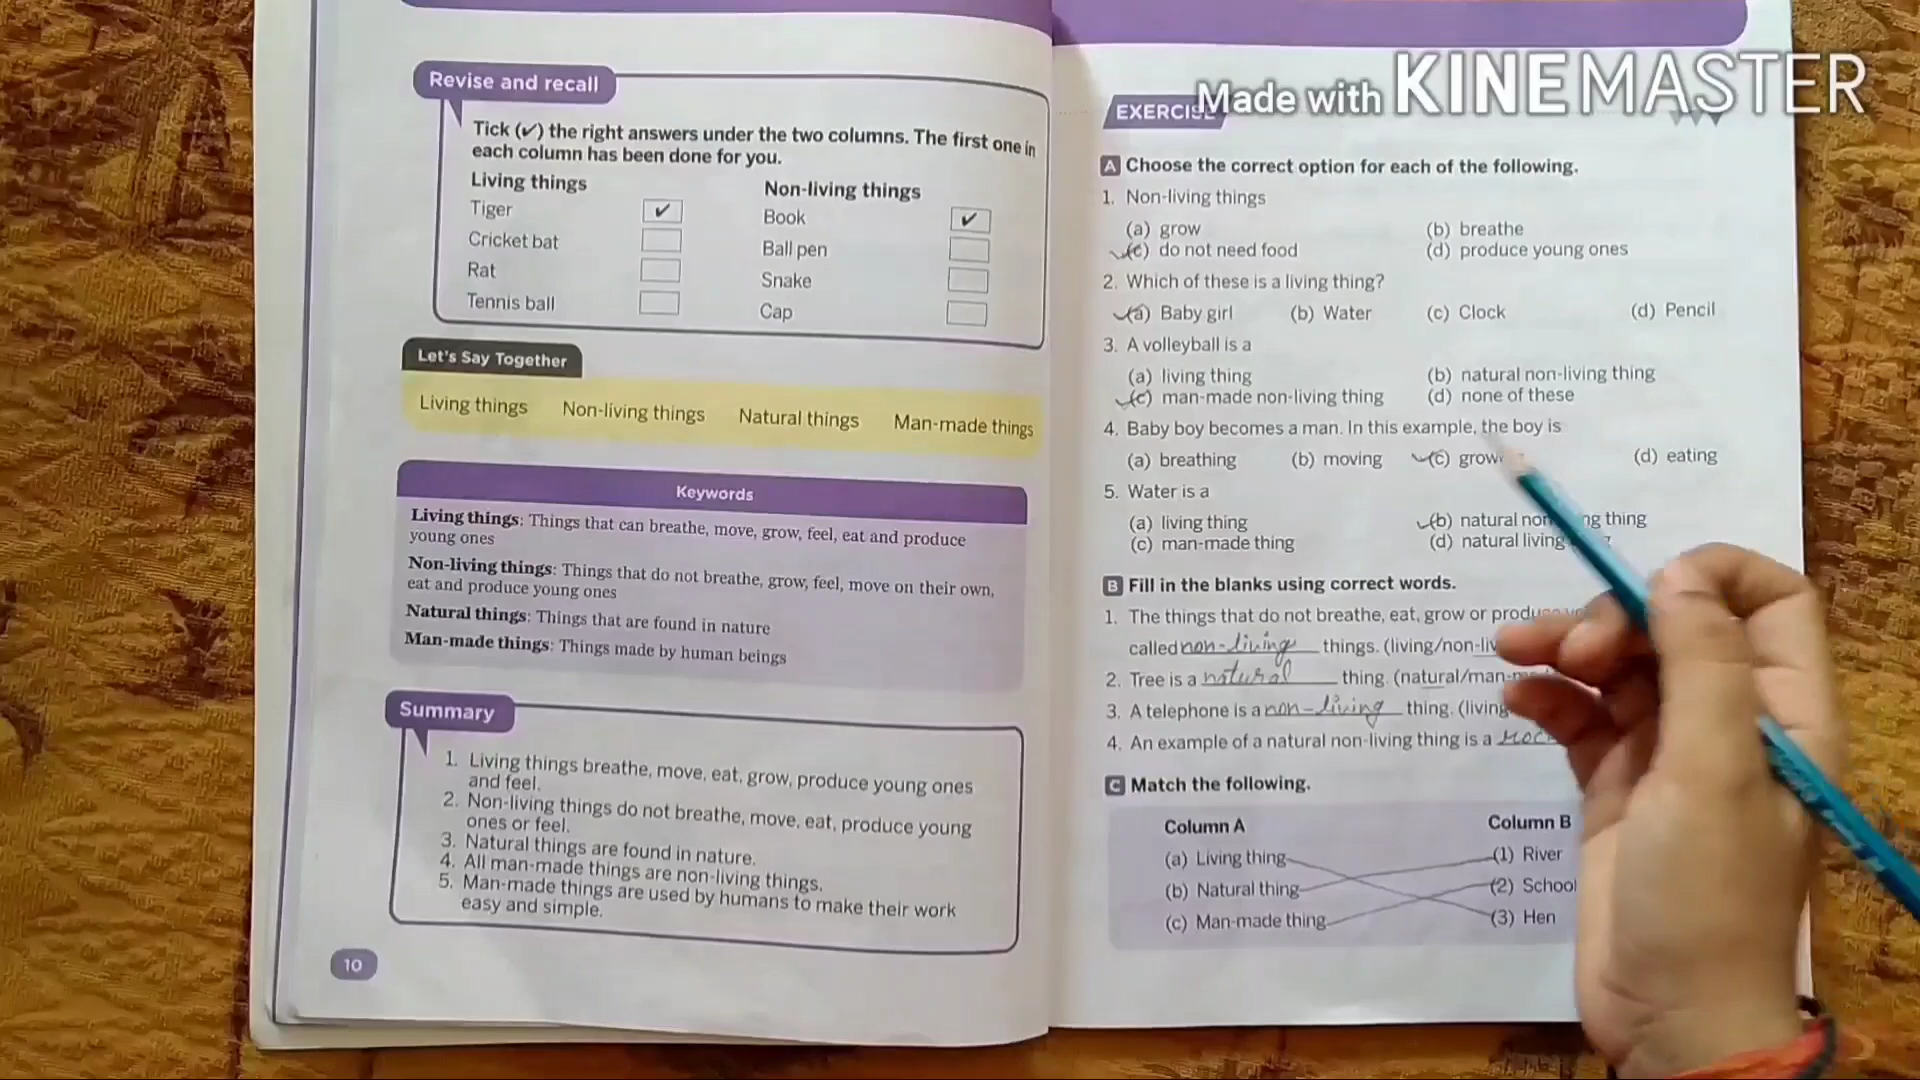 Made with KINEMASTER
Revise and recall
Tick (✔) the right answers under the two columns. The first one in
each column has been done for you.
Living things
Non-living things
Tiger ✔
Book ✔
Cricket bat
Ball pen
Rat
Snake
Tennis ball
Cap
Let's Say Together
Living things Non-living things Natural things Man-made things
Keywords
Living things: Things that can breathe, move, grow, feel, eat and produce
young ones
Non-living things: Things that do not breathe, grow, feel, move on their own,
eat and produce young ones
Natural things: Things that are found in nature
Man-made things: Things made by human beings
Summary
1. Living things breathe, move, eat, grow, produce young ones
and feel.
2. Non-living things do not breathe, move, eat, produce young
ones or feel.
3. Natural things are found in nature.
4. All man-made things are non-living things.
5. Man-made things are used by humans to make their work
easy and simple.
10
EXERCISE
A Choose the correct option for each of the following.
1. Non-living things
(a) grow (b) breathe
(c) do not need food (d) produce young ones
2. Which of these is a living thing?
(a) Baby girl (b) Water (c) Clock (d) Pencil
3. A volleyball is a
(a) living thing (b) natural non-living thing
(c) man-made non-living thing (d) none of these
4. Baby boy becomes a man. In this example, the boy is
(a) breathing (b) moving (c) (d) eating
5. Water is a
(a) living thing (b) natural thing
(c) man-made thing (d) natural living
B Fill in the blanks using correct words.
1. The things that do not breathe, eat, grow or
called non-living things. (living/
2. Tree is a natural thing. (natural/
3. A telephone is a non-living thing. (living
4. An example of a natural non-living thing is a
C Match the following.
Column A Column B
(a) Living thing (1) River
(b) Natural thing (2) School
(c) Man-made thing (3) Hen